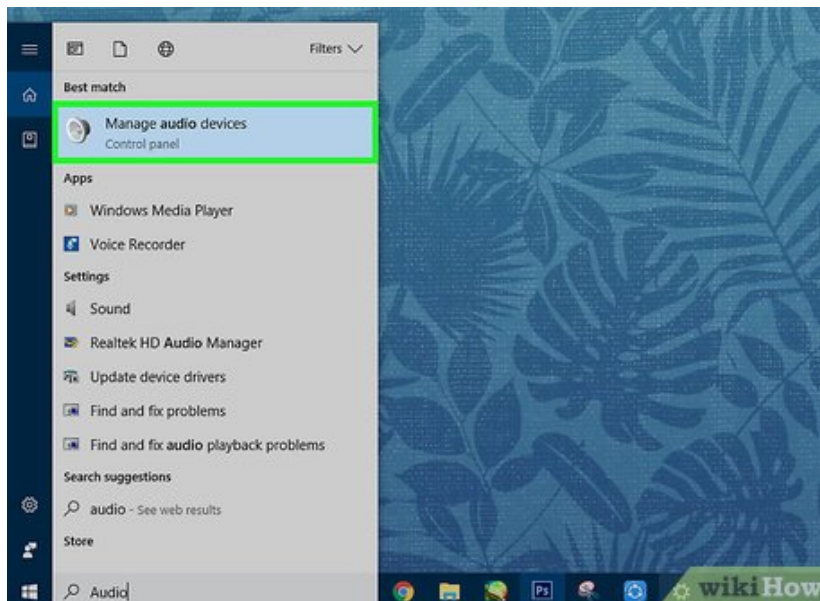 Filters
Best match
Manage audio devices
Control panel
Apps
Windows Media Player
Voice Recorder
Settings
Sound
Realtek HD Audio Manager
Update device drivers
Find and fix problems
Find and fix audio playback problems
Search suggestions
audio - See web results
Store
Audio
Ps
wikiHow